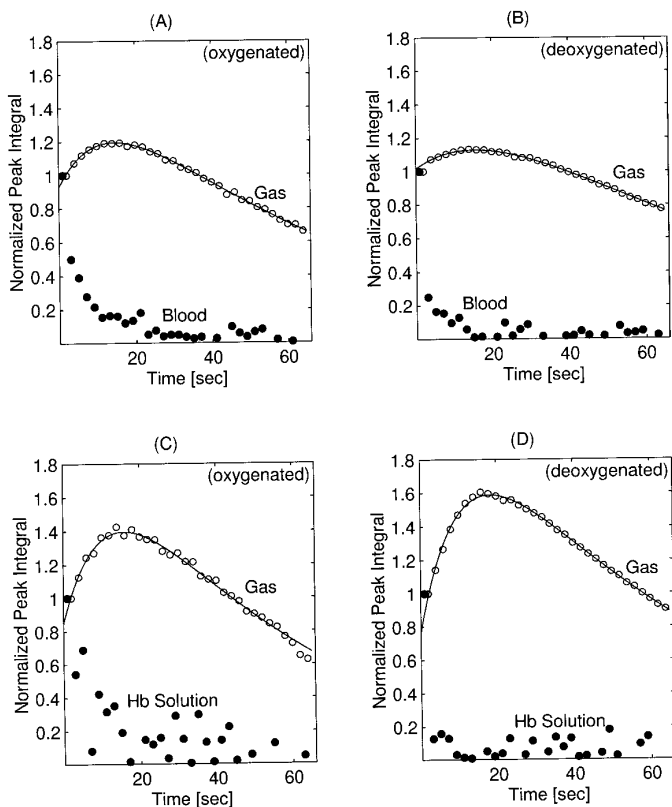 (A)
(oxygenated)
1.8
1.6
1.4
1.2
1
0.8
0.6
0.4
0.2
Normalized Peak Integral
Gas
Blood
20
40
60
Time [sec]
(B)
(deoxygenated)
1.8
1.6
1.4
1.2
1
0.8
0.6
0.4
0.2
Normalized Peak Integral
Gas
Blood
20
40
60
Time [sec]
(C)
(oxygenated)
1.8
1.6
1.4
1.2
1
0.8
0.6
0.4
0.2
Normalized Peak Integral
Gas
Hb Solution
20
40
60
Time [sec]
(D)
(deoxygenated)
1.8
1.6
1.4
1.2
1
0.8
0.6
0.4
0.2
Normalized Peak Integral
Gas
Hb Solution
20
40
60
Time [sec]